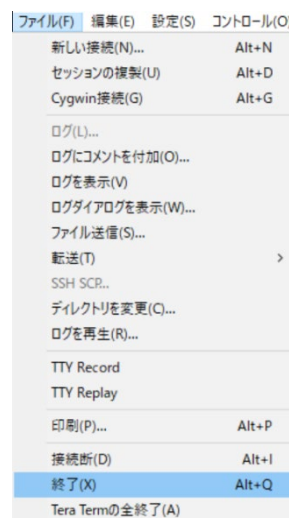 ファイル(F) 編集(E) 設定(S) コントロール(O
新しい接続(N)... Alt+N
セッションの複製(U) Alt+D
Cygwin接続(G) Alt+G
ログ(L)...
ログにコメントを付加(O)...
ログを表示(V)
ログダイアログを表示(W)...
ファイル送信(S)...
転送(T) >
SSH SCP...
ディレクトリを変更(C)...
ログを再生(R)...
TTY Record
TTY Replay
印刷(P)... Alt+P
接続断(D) Alt+I
終了(X) Alt+Q
Tera Termの全終了(A)